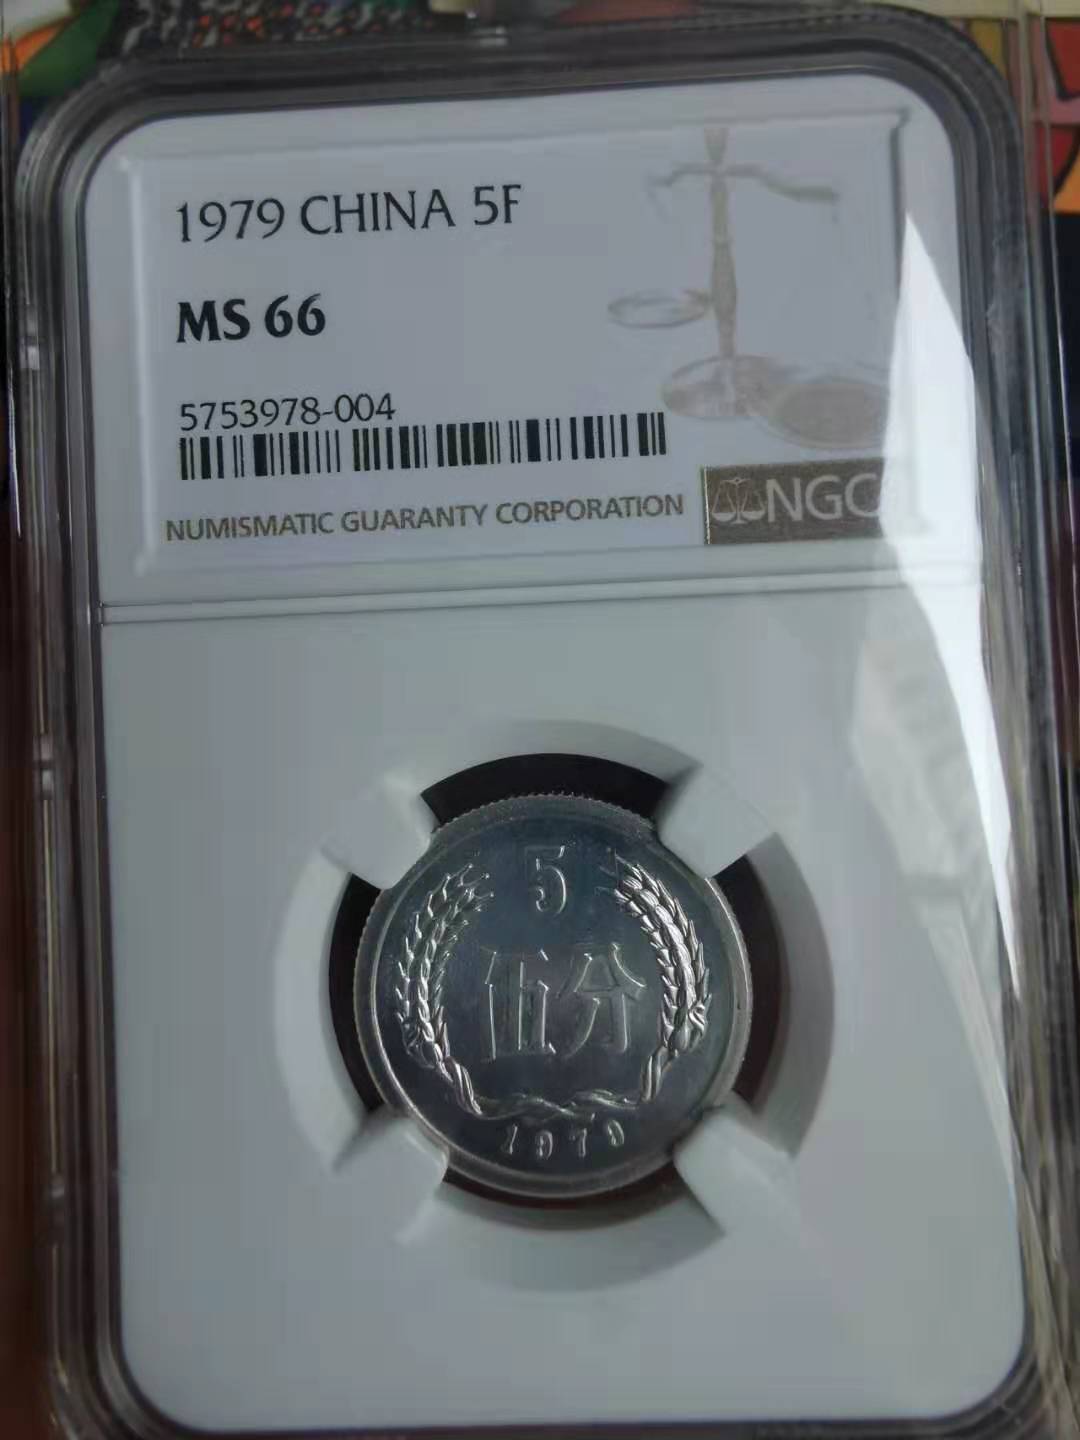 1979 CHINA 5F
MS 66
5753978-004
NUMISMATIC GUARANTY CORPORATION
NGC
5
伍分
1979